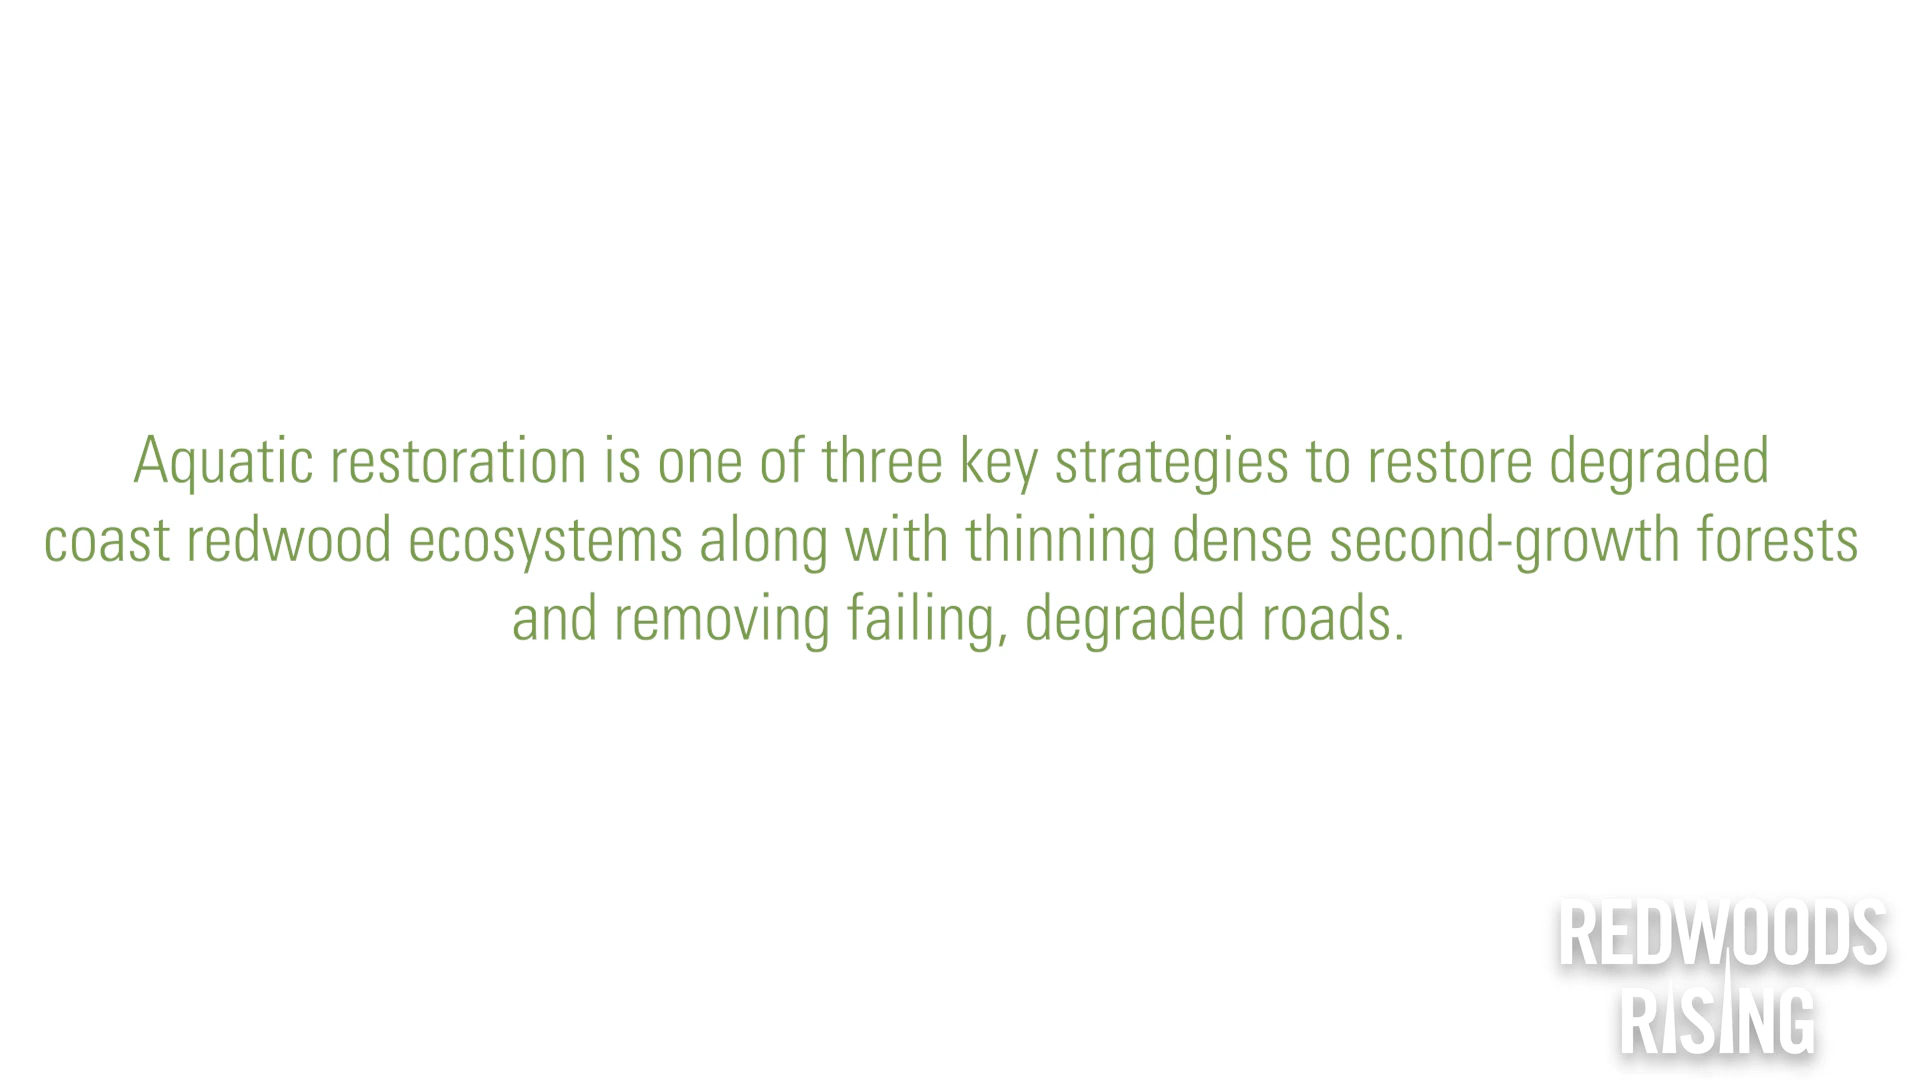 Aquatic restoration is one of three key strategies to restore degraded
coast redwood ecosystems along with thinning dense second-growth forests
and removing failing, degraded roads.
REDWOODS
RISING